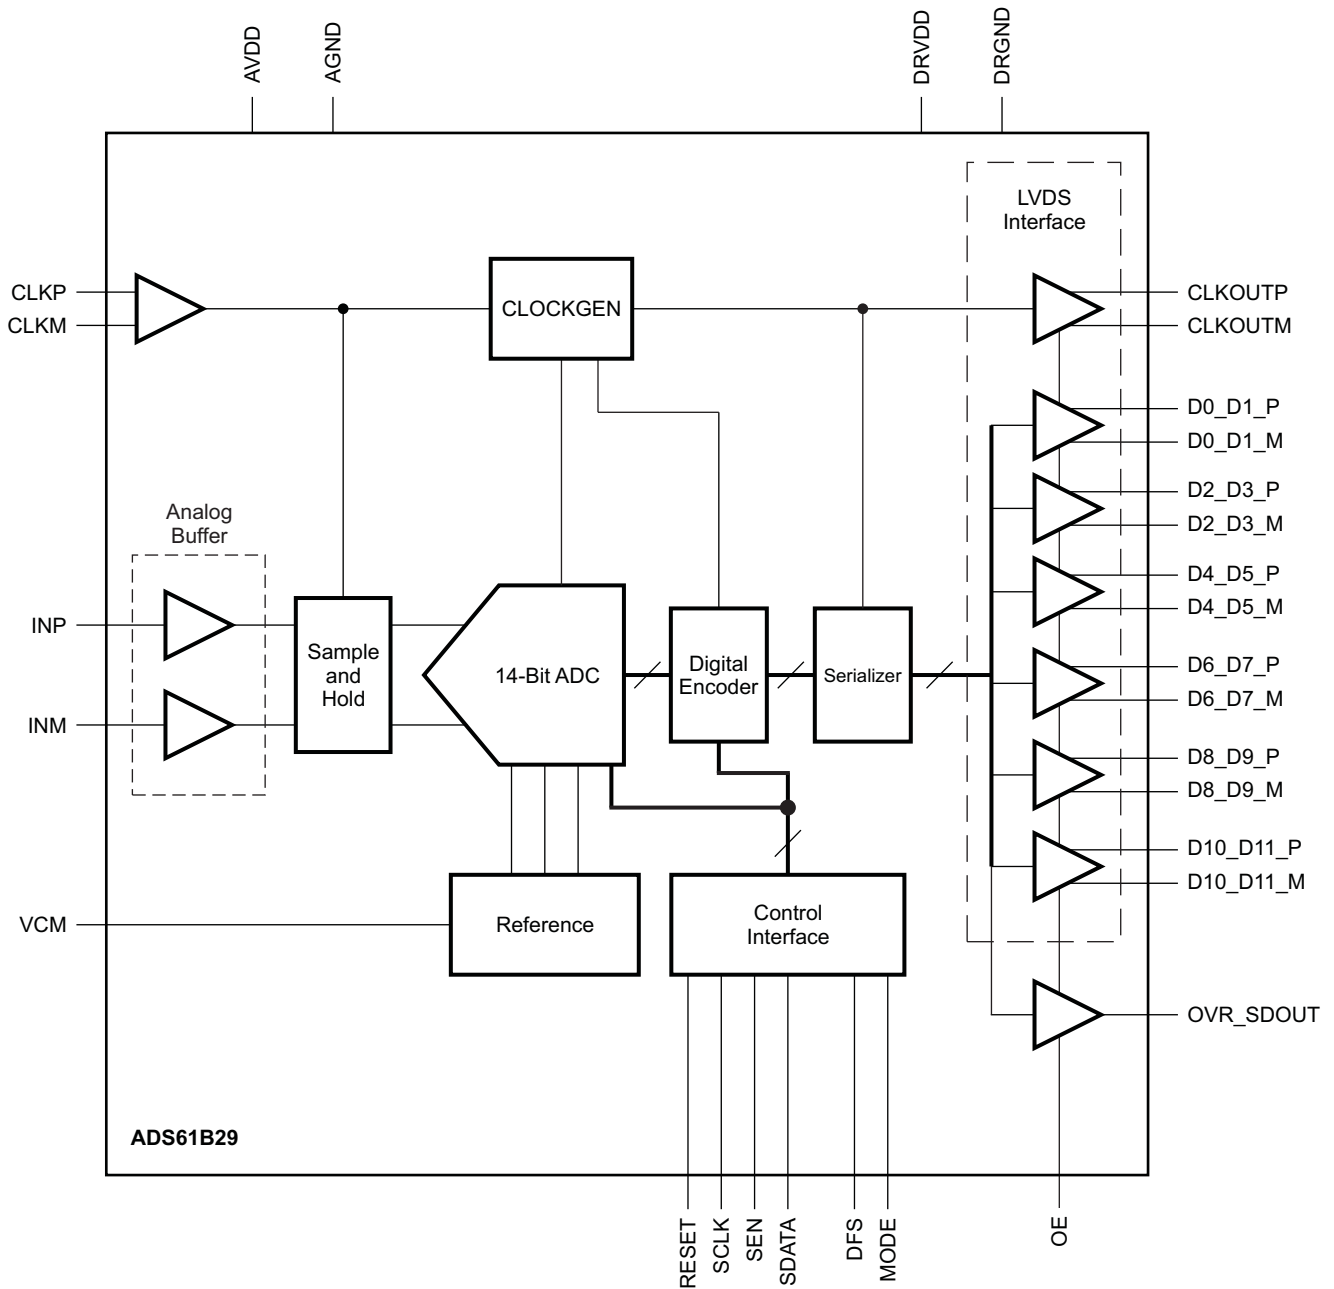 AVDD
AGND
DRVDD
DRGND
LVDS
Interface
CLKP
CLKM
CLOCKGEN
CLKOUTP
CLKOUTM
D0_D1_P
D0_D1_M
D2_D3_P
D2_D3_M
Analog
Buffer
D4_D5_P
D4_D5_M
INP
INM
Sample
and
Hold
14-Bit ADC
Digital
Encoder
Serializer
D6_D7_P
D6_D7_M
D8_D9_P
D8_D9_M
D10_D11_P
D10_D11_M
VCM
Reference
Control
Interface
OVR_SDOUT
ADS61B29
RESET
SCLK
SEN
SDATA
DFS
MODE
OE